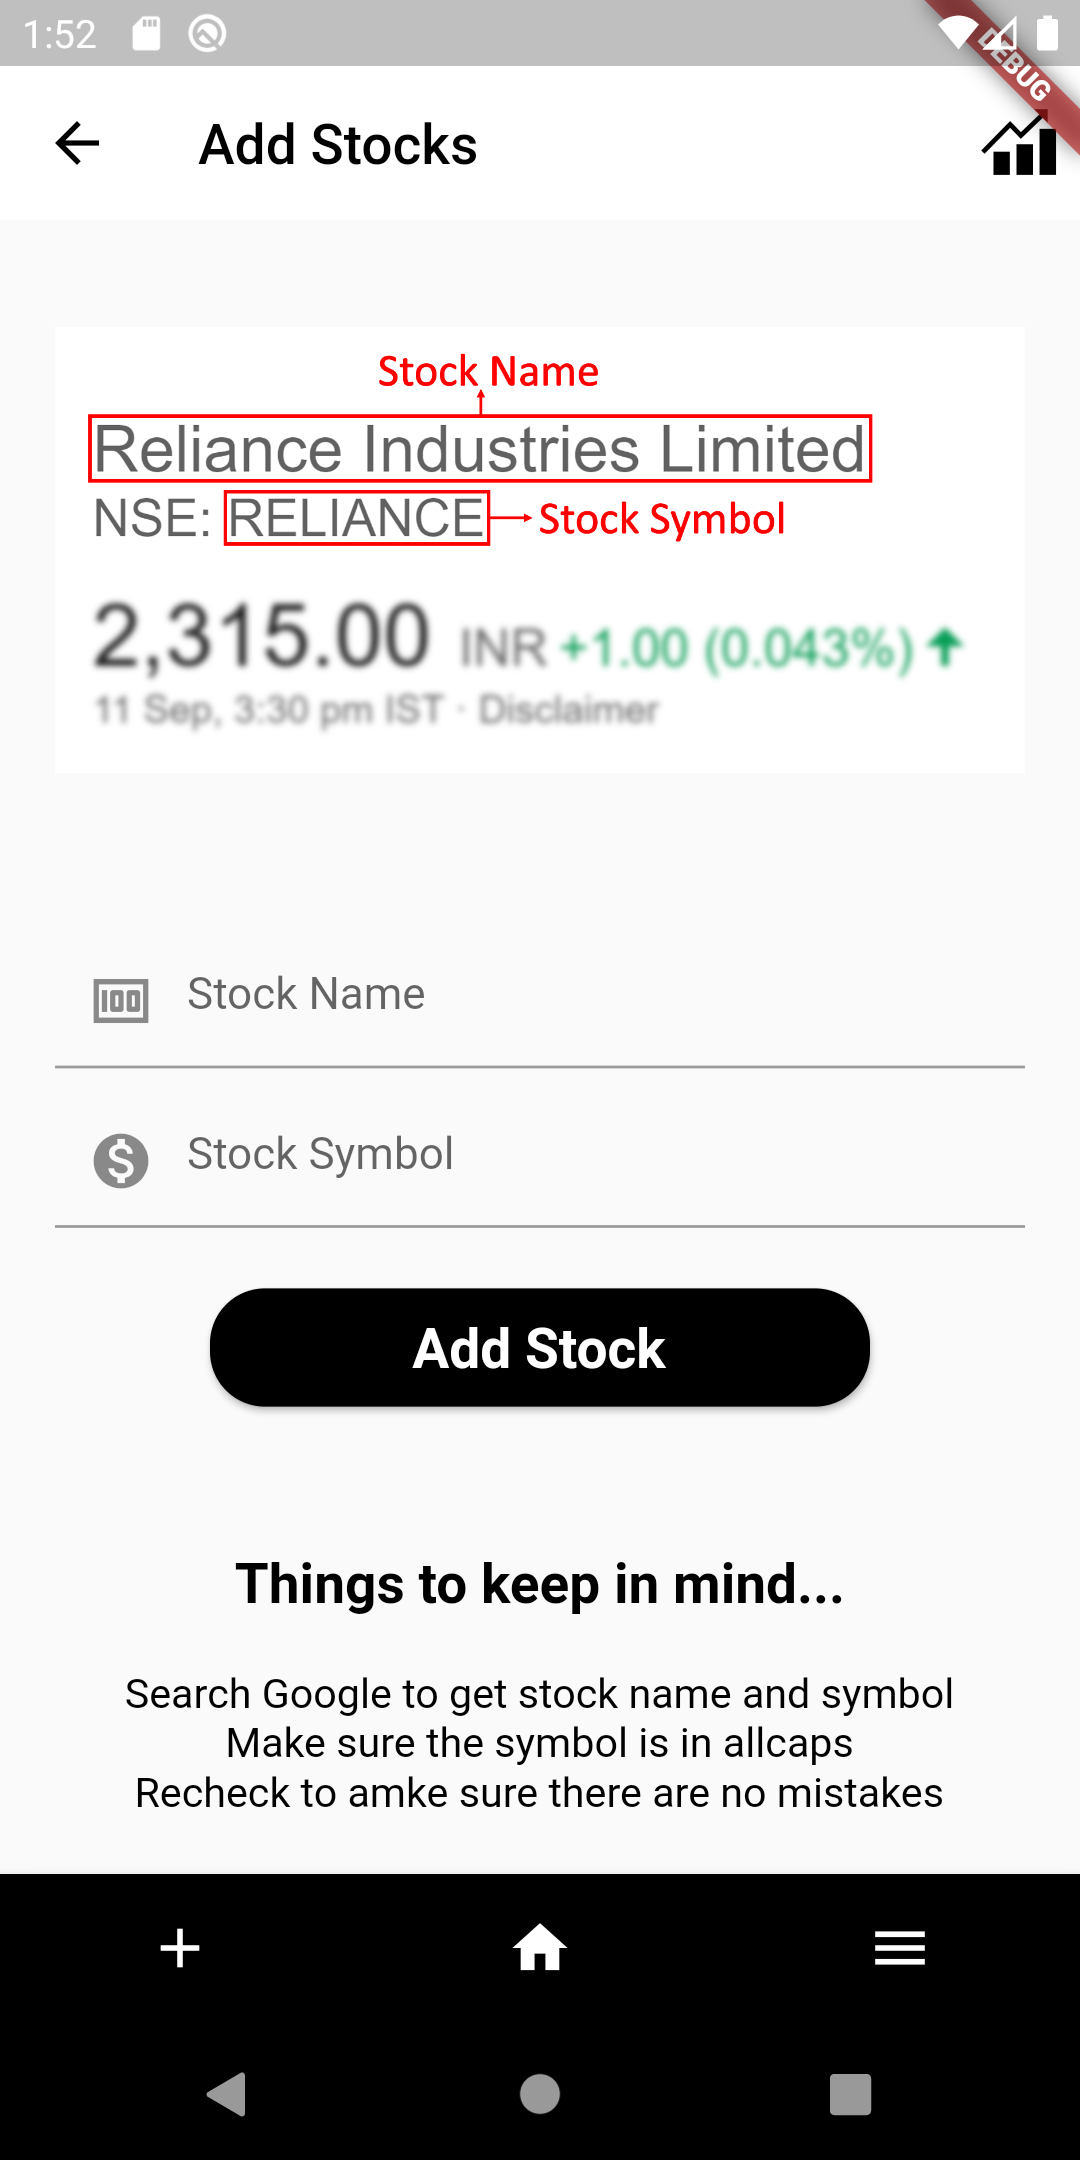 1:52
DEBUG
Add Stocks
Stock Name
Reliance Industries Limited
NSE: RELIANCE Stock Symbol
2,315.00 INR +1.00 (0.043%)
11 Sep, 3:30 pm IST · Disclaimer
100 Stock Name
$ Stock Symbol
Add Stock
Things to keep in mind...
Search Google to get stock name and symbol
Make sure the symbol is in allcaps
Recheck to amke sure there are no mistakes